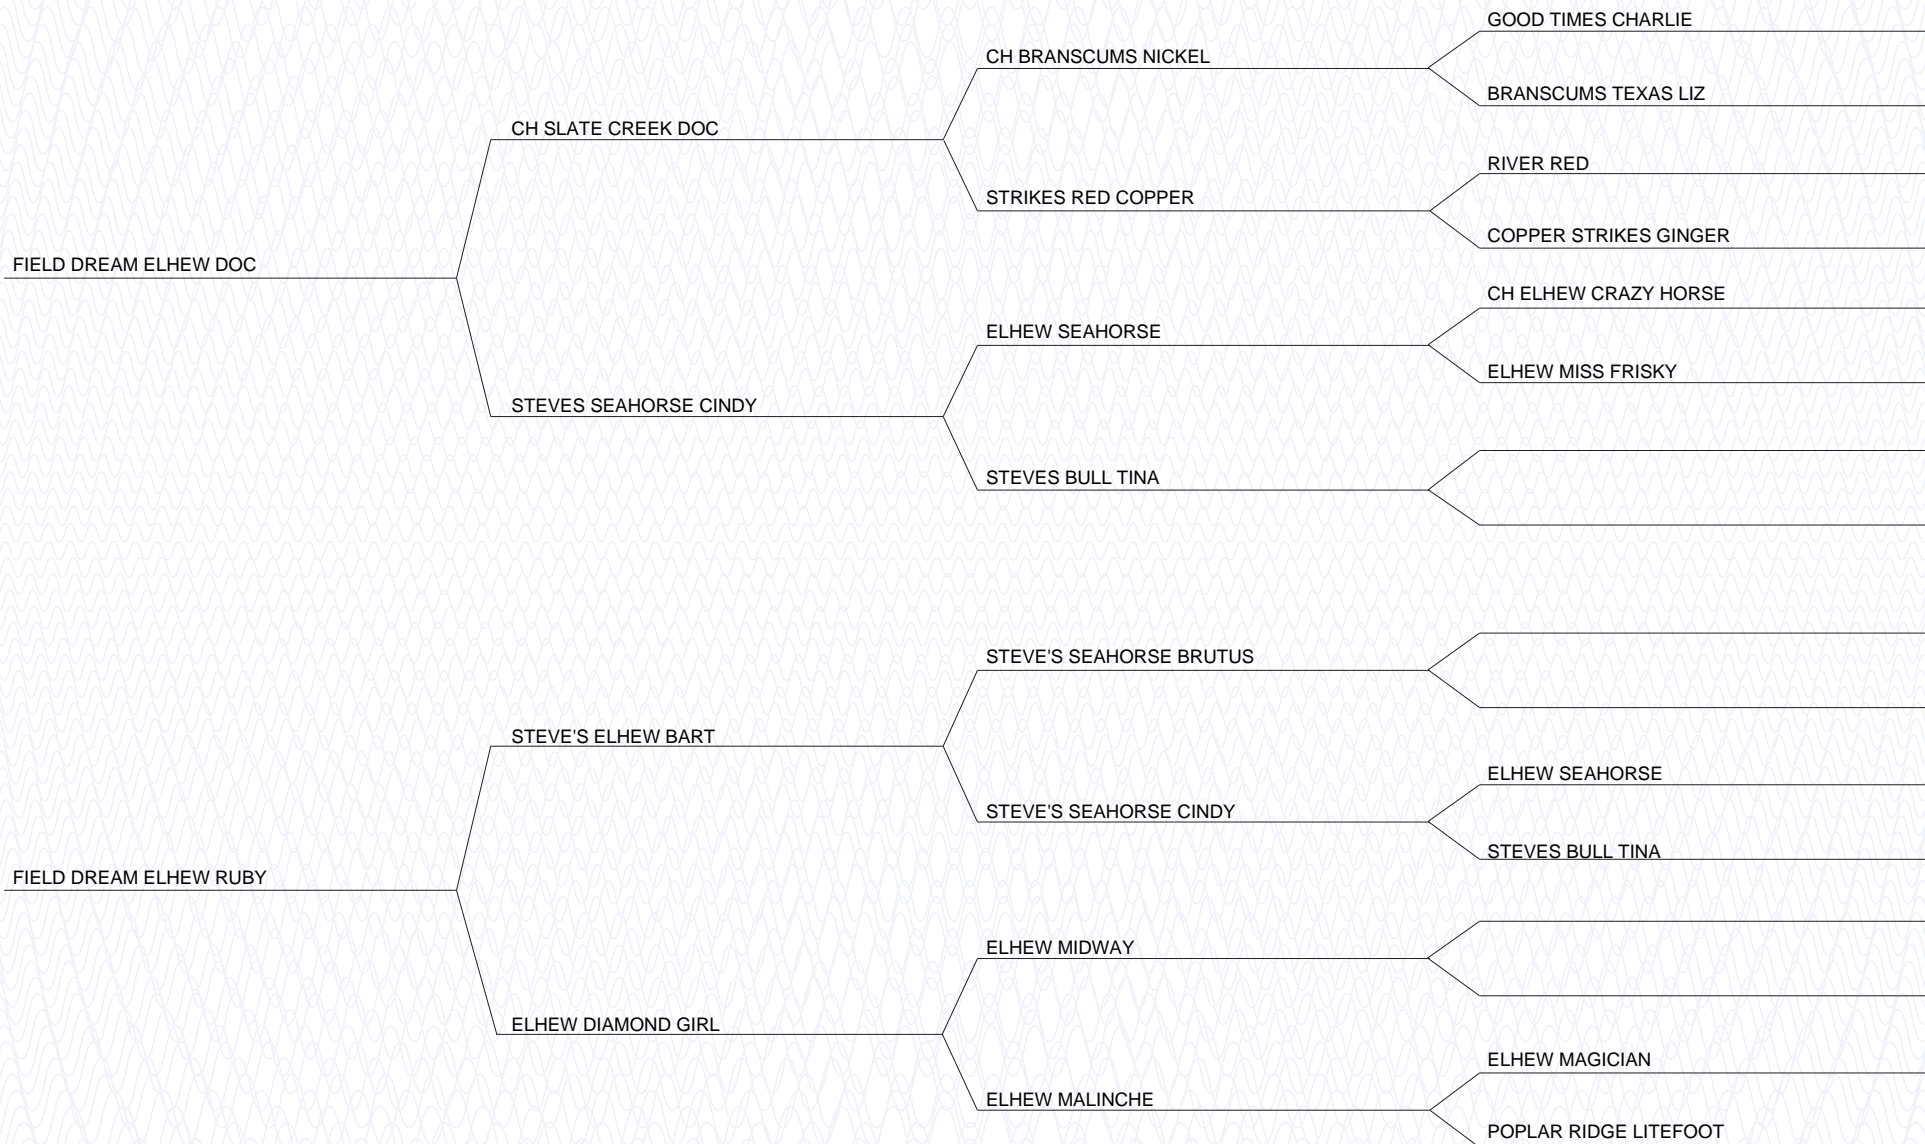 GOOD TIMES CHARLIE
CH BRANSCUMS NICKEL
BRANSCUMS TEXAS LIZ
CH SLATE CREEK DOC
RIVER RED
STRIKES RED COPPER
COPPER STRIKES GINGER
FIELD DREAM ELHEW DOC
CH ELHEW CRAZY HORSE
ELHEW SEAHORSE
ELHEW MISS FRISKY
STEVES SEAHORSE CINDY
STEVES BULL TINA
STEVE'S SEAHORSE BRUTUS
STEVE'S ELHEW BART
ELHEW SEAHORSE
STEVE'S SEAHORSE CINDY
STEVES BULL TINA
FIELD DREAM ELHEW RUBY
ELHEW MIDWAY
ELHEW DIAMOND GIRL
ELHEW MAGICIAN
ELHEW MALINCHE
POPLAR RIDGE LITEFOOT